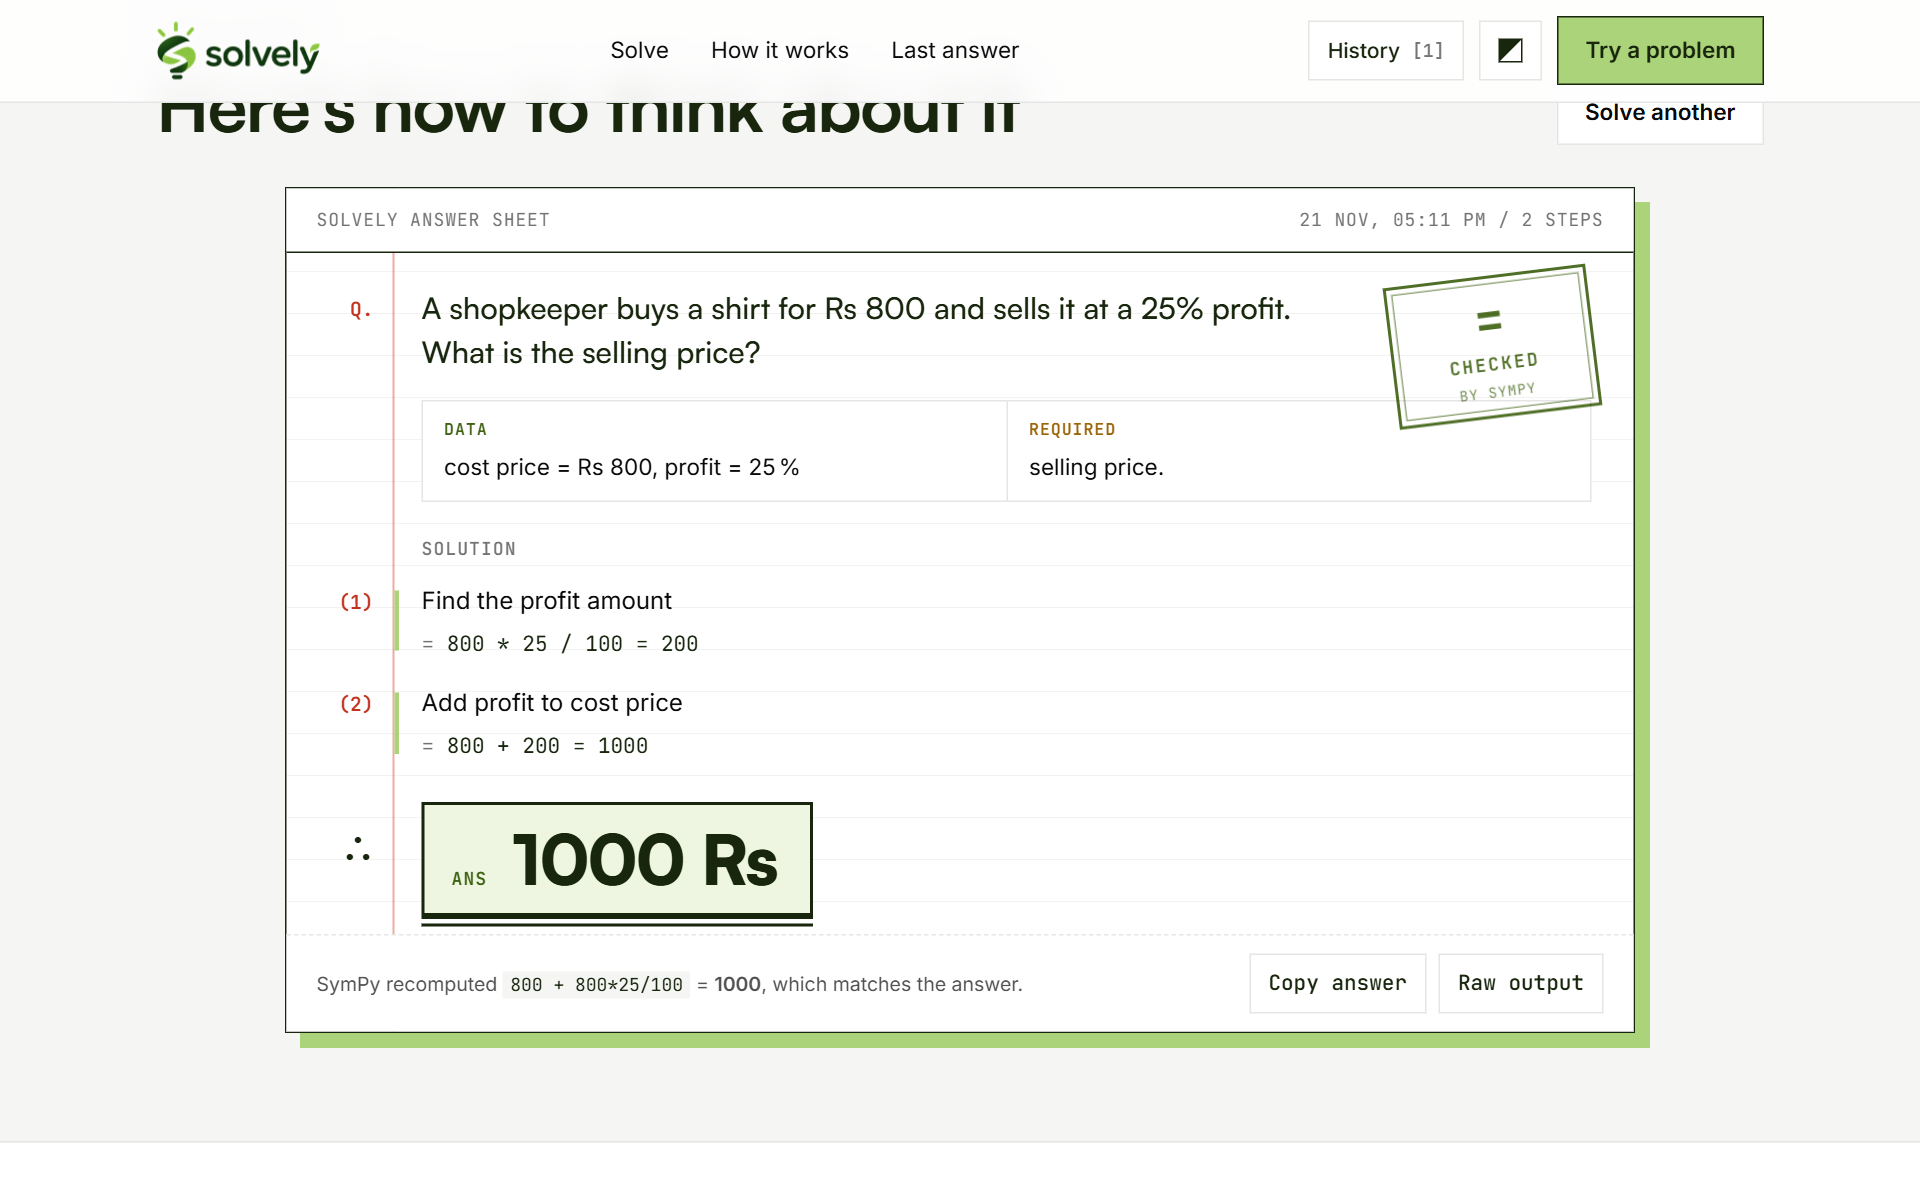 solvely
Solve
How it works
Last answer
History [1]
Try a problem
Here's how to think about it
Solve another
SOLVELY ANSWER SHEET
21 NOV, 05:11 PM / 2 STEPS
Q.
A shopkeeper buys a shirt for Rs 800 and sells it at a 25% profit.
What is the selling price?
=
CHECKED
BY SYMPY
DATA
cost price = Rs 800, profit = 25 %
REQUIRED
selling price.
SOLUTION
(1) Find the profit amount
= 800 * 25 / 100 = 200
(2) Add profit to cost price
= 800 + 200 = 1000
∴ ANS 1000 Rs
SymPy recomputed 800 + 800*25/100 = 1000, which matches the answer.
Copy answer
Raw output